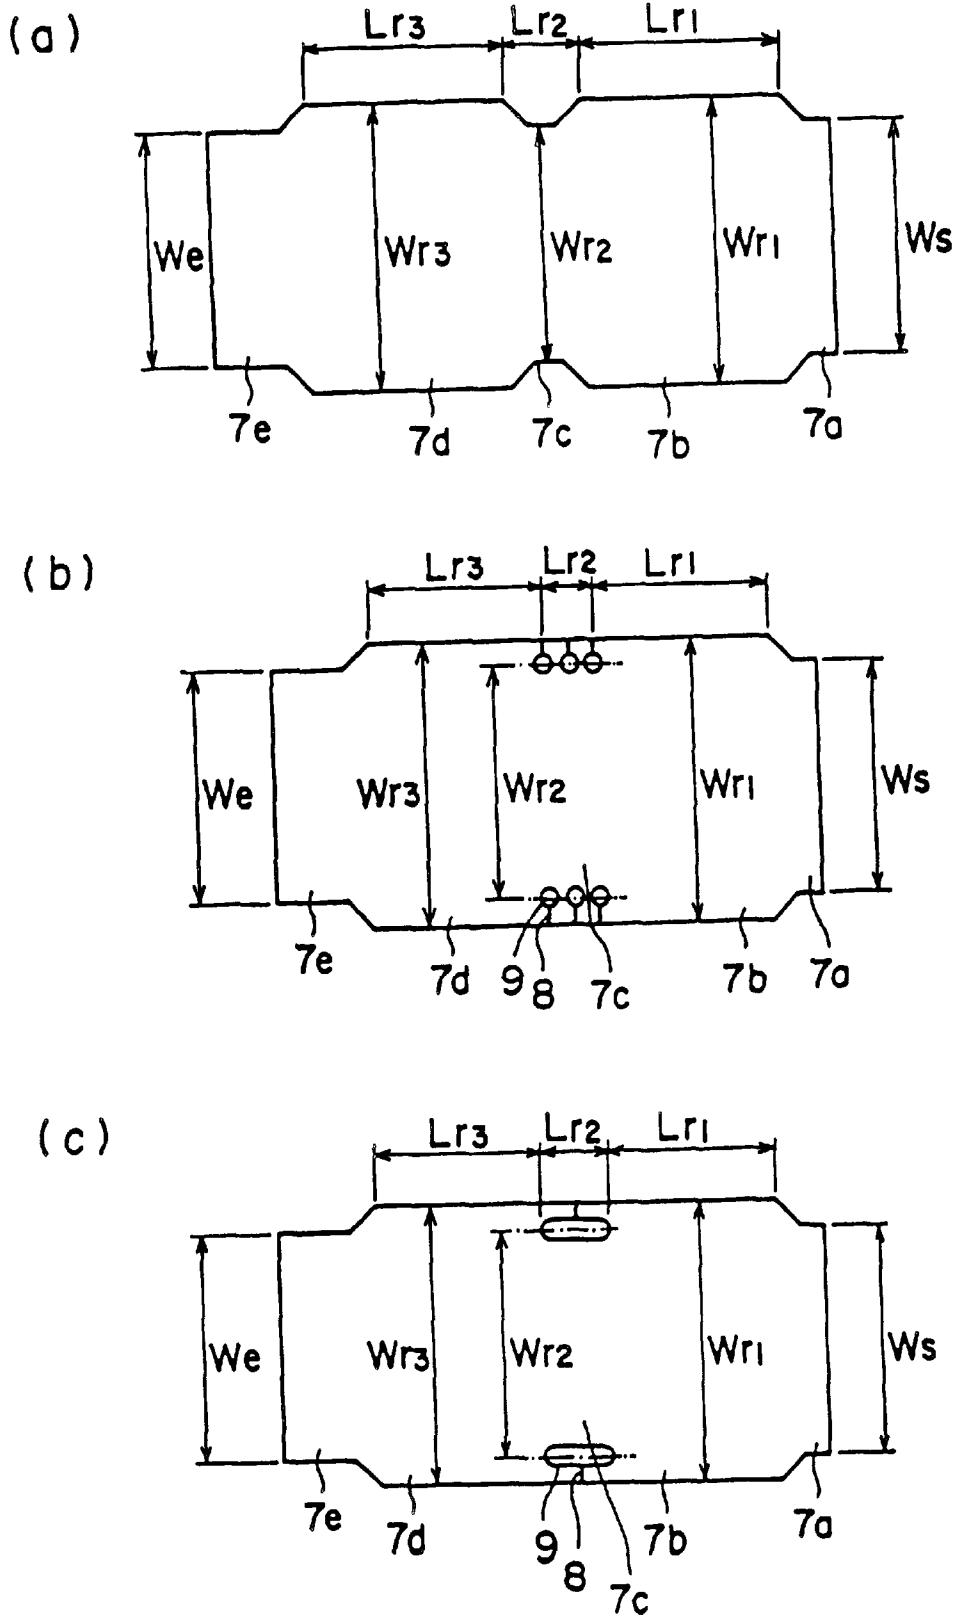 (a)
Lr3 Lr2 Lr1
We Wr3 Wr2 Wr1 Ws
7e 7d 7c 7b 7a
(b)
Lr3 Lr2 Lr1
We Wr3 Wr2 Wr1 Ws
7e 7d 9 8 7c 7b 7a
(c)
Lr3 Lr2 Lr1
We Wr3 Wr2 Wr1 Ws
7e 7d 9 8 7c 7b 7a